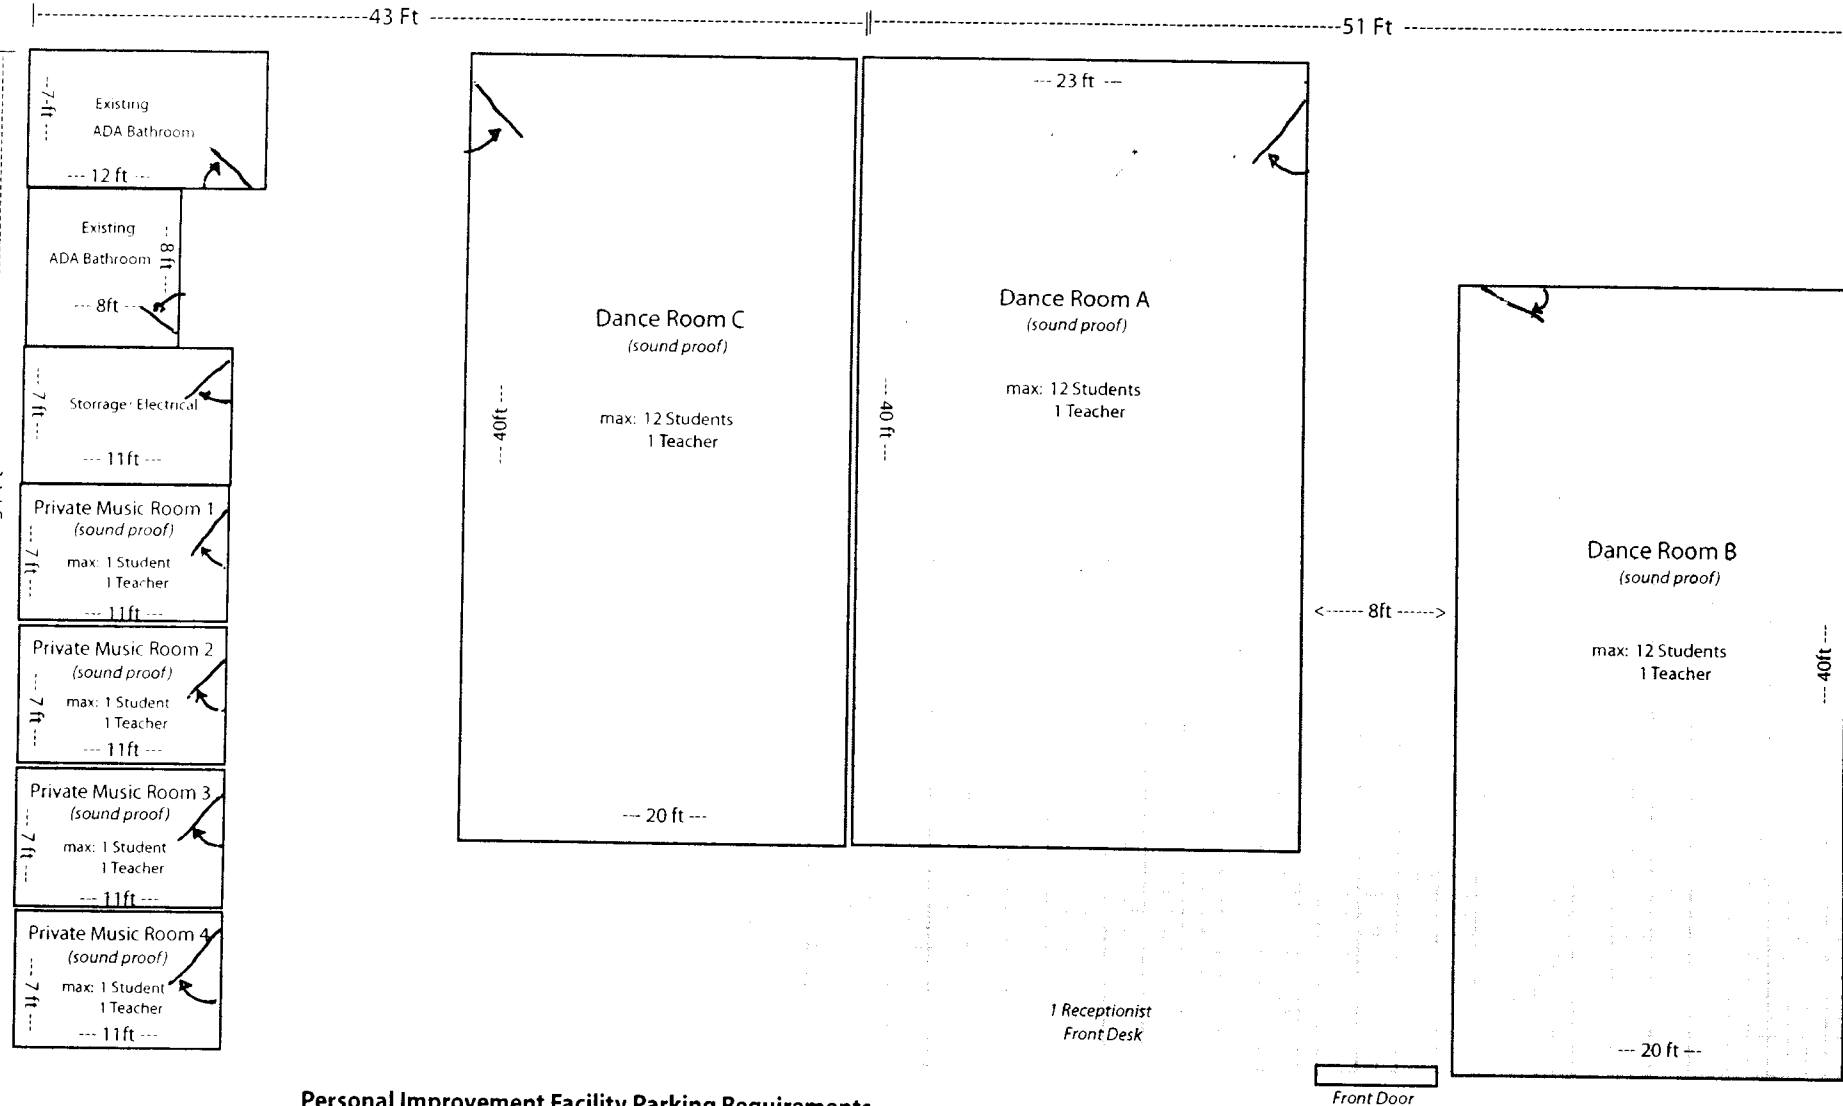 43 Ft
51 Ft
7 ft
Existing
ADA Bathroom
12 ft
Existing
ADA Bathroom
8 ft
8ft
7 ft
Storrage Electrical
11ft
Private Music Room 1
(sound proof)
7 ft
max: 1 Student
1 Teacher
11ft
Private Music Room 2
(sound proof)
7 ft
max: 1 Student
1 Teacher
11ft
Private Music Room 3
(sound proof)
7 ft
max: 1 Student
1 Teacher
11ft
Private Music Room 4
(sound proof)
7 ft
max: 1 Student
1 Teacher
11ft
Dance Room C
(sound proof)
40ft
max: 12 Students
1 Teacher
20 ft
23 ft
Dance Room A
(sound proof)
40 ft
max: 12 Students
1 Teacher
<------ 8ft ------>
Dance Room B
(sound proof)
max: 12 Students
1 Teacher
40ft
20 ft
1 Receptionist
Front Desk
Front Door
Personal Improvement Facility Parking Requirements